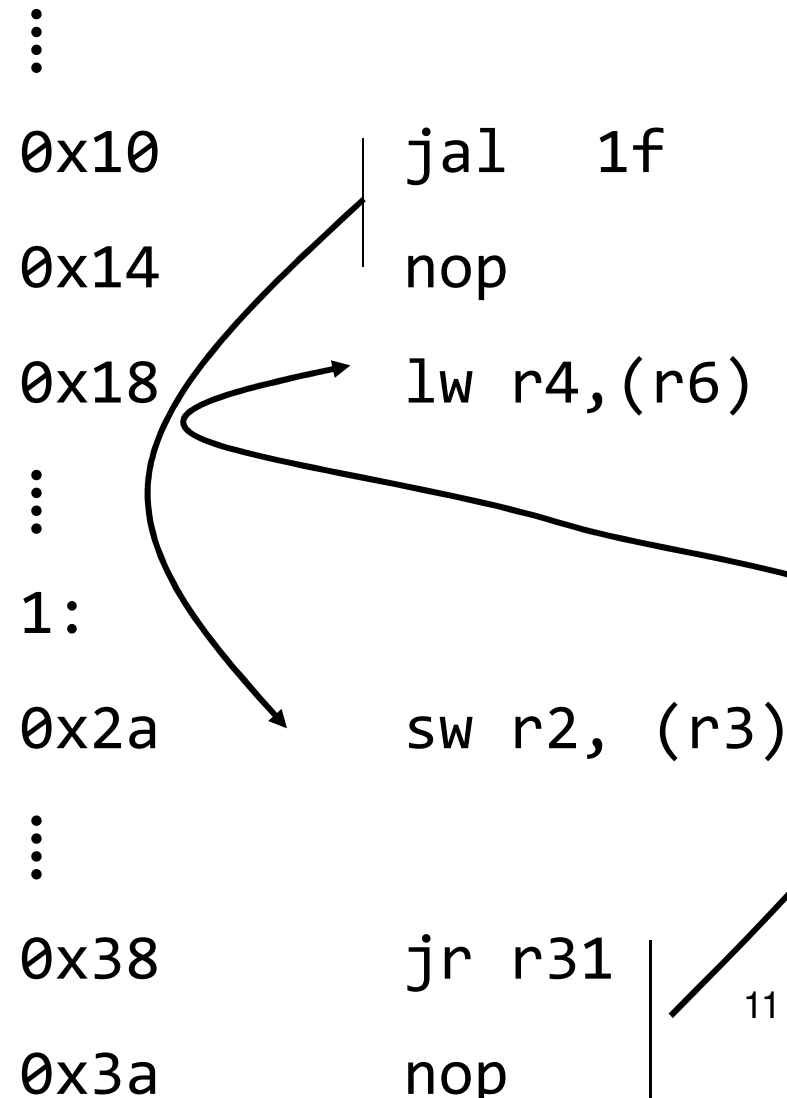 ⋮
0x10 jal 1f
0x14 nop
0x18 lw r4,(r6)
⋮
1:
0x2a sw r2, (r3)
⋮
0x38 jr r31
11
0x3a nop